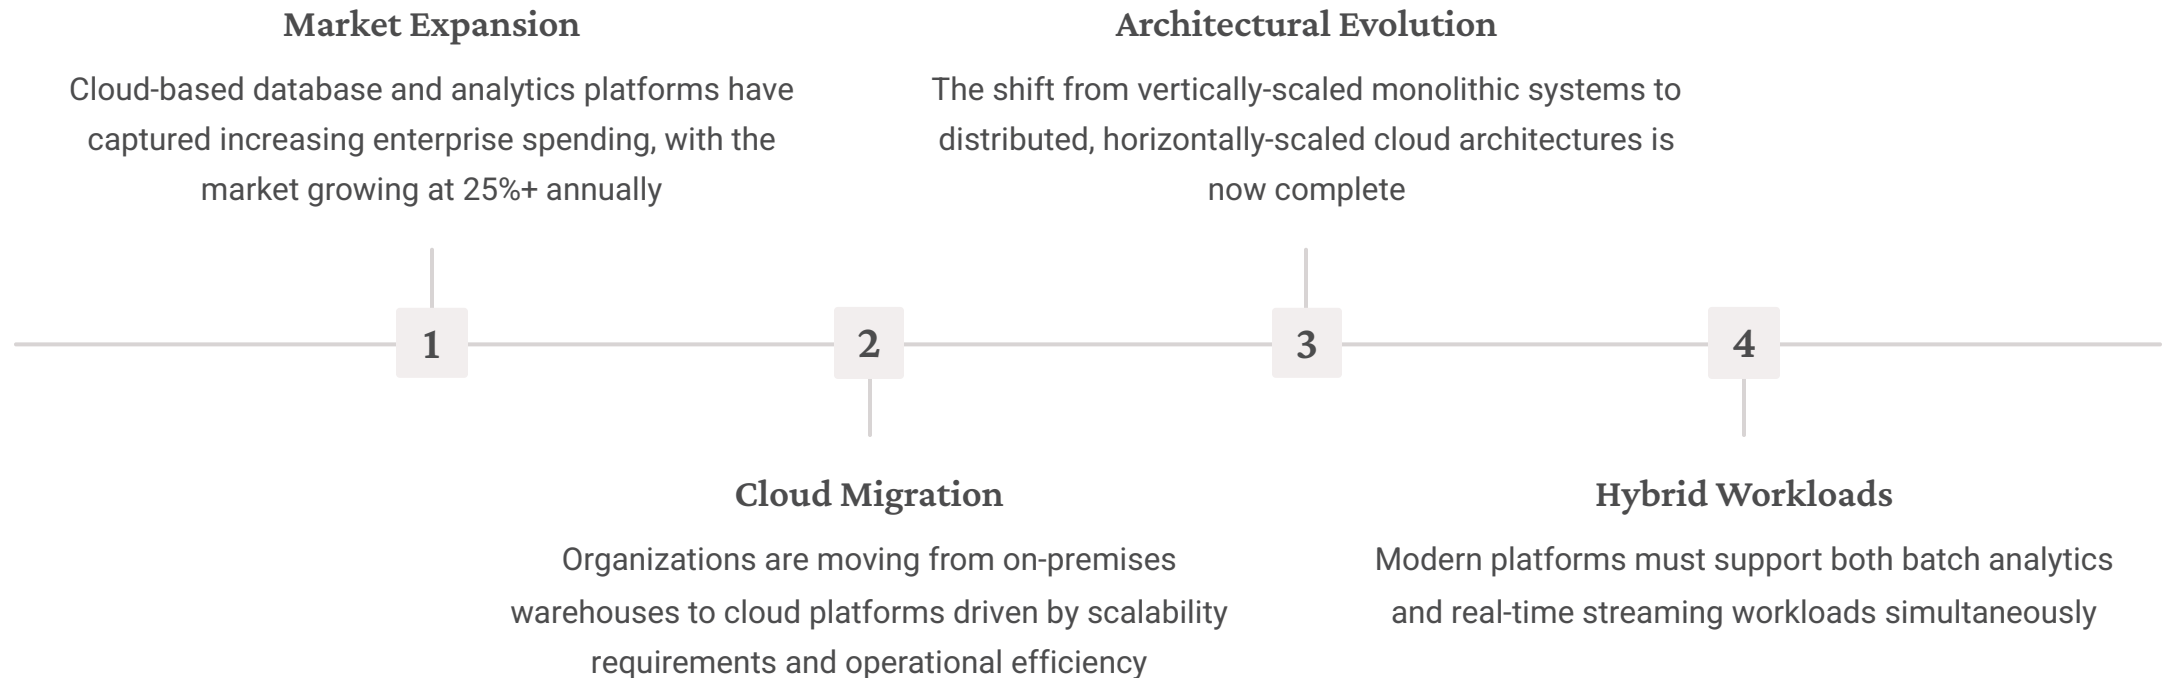 Market Expansion
Cloud-based database and analytics platforms have
captured increasing enterprise spending, with the
market growing at 25%+ annually
1
2
Cloud Migration
Organizations are moving from on-premises
warehouses to cloud platforms driven by scalability
requirements and operational efficiency
Architectural Evolution
The shift from vertically-scaled monolithic systems to
distributed, horizontally-scaled cloud architectures is
now complete
3
4
Hybrid Workloads
Modern platforms must support both batch analytics
and real-time streaming workloads simultaneously